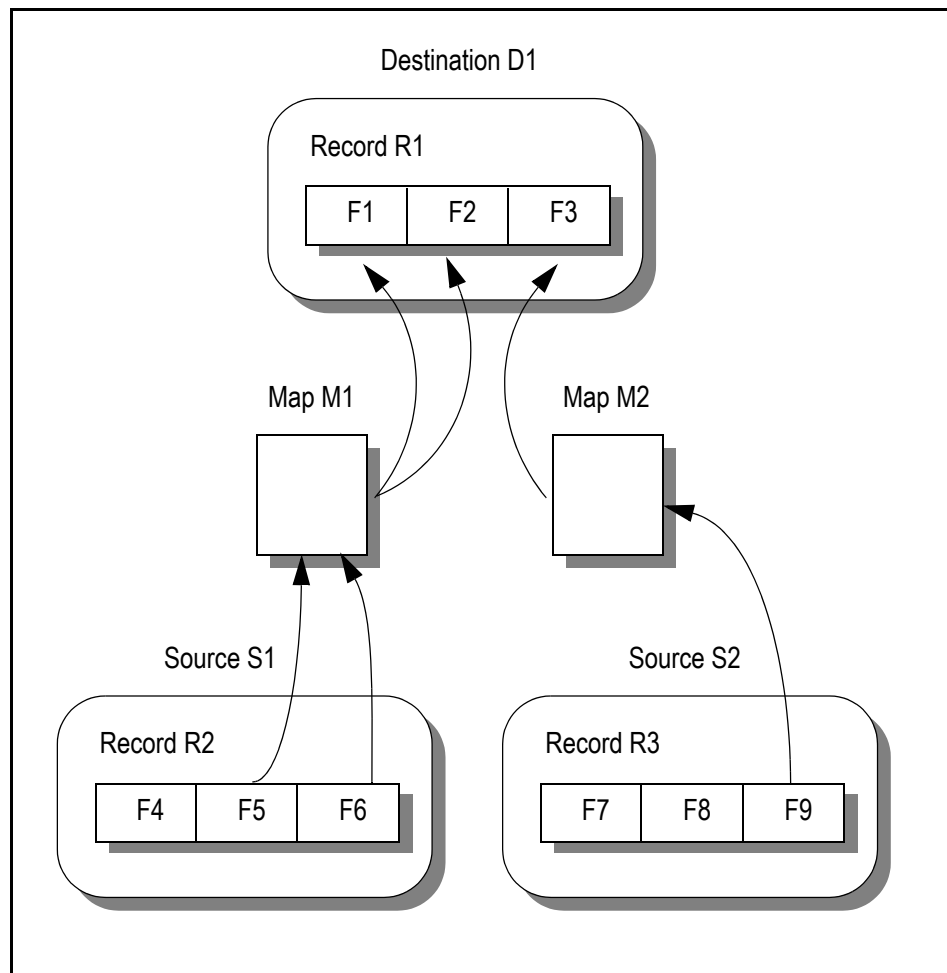 Destination D1
Record R1
F1 F2 F3
Map M1 Map M2
Source S1 Source S2
Record R2 Record R3
F4 F5 F6 F7 F8 F9